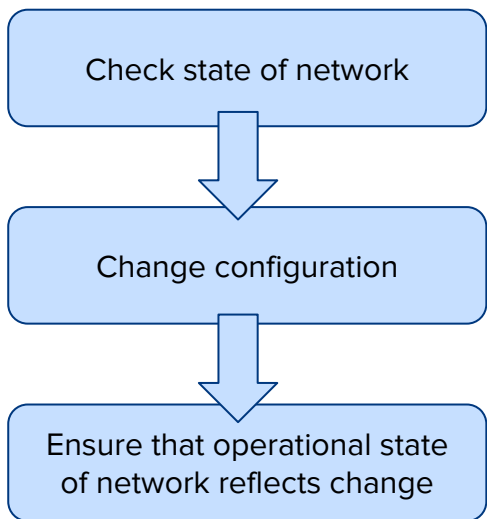 Check state of network
Change configuration
Ensure that operational state
of network reflects change